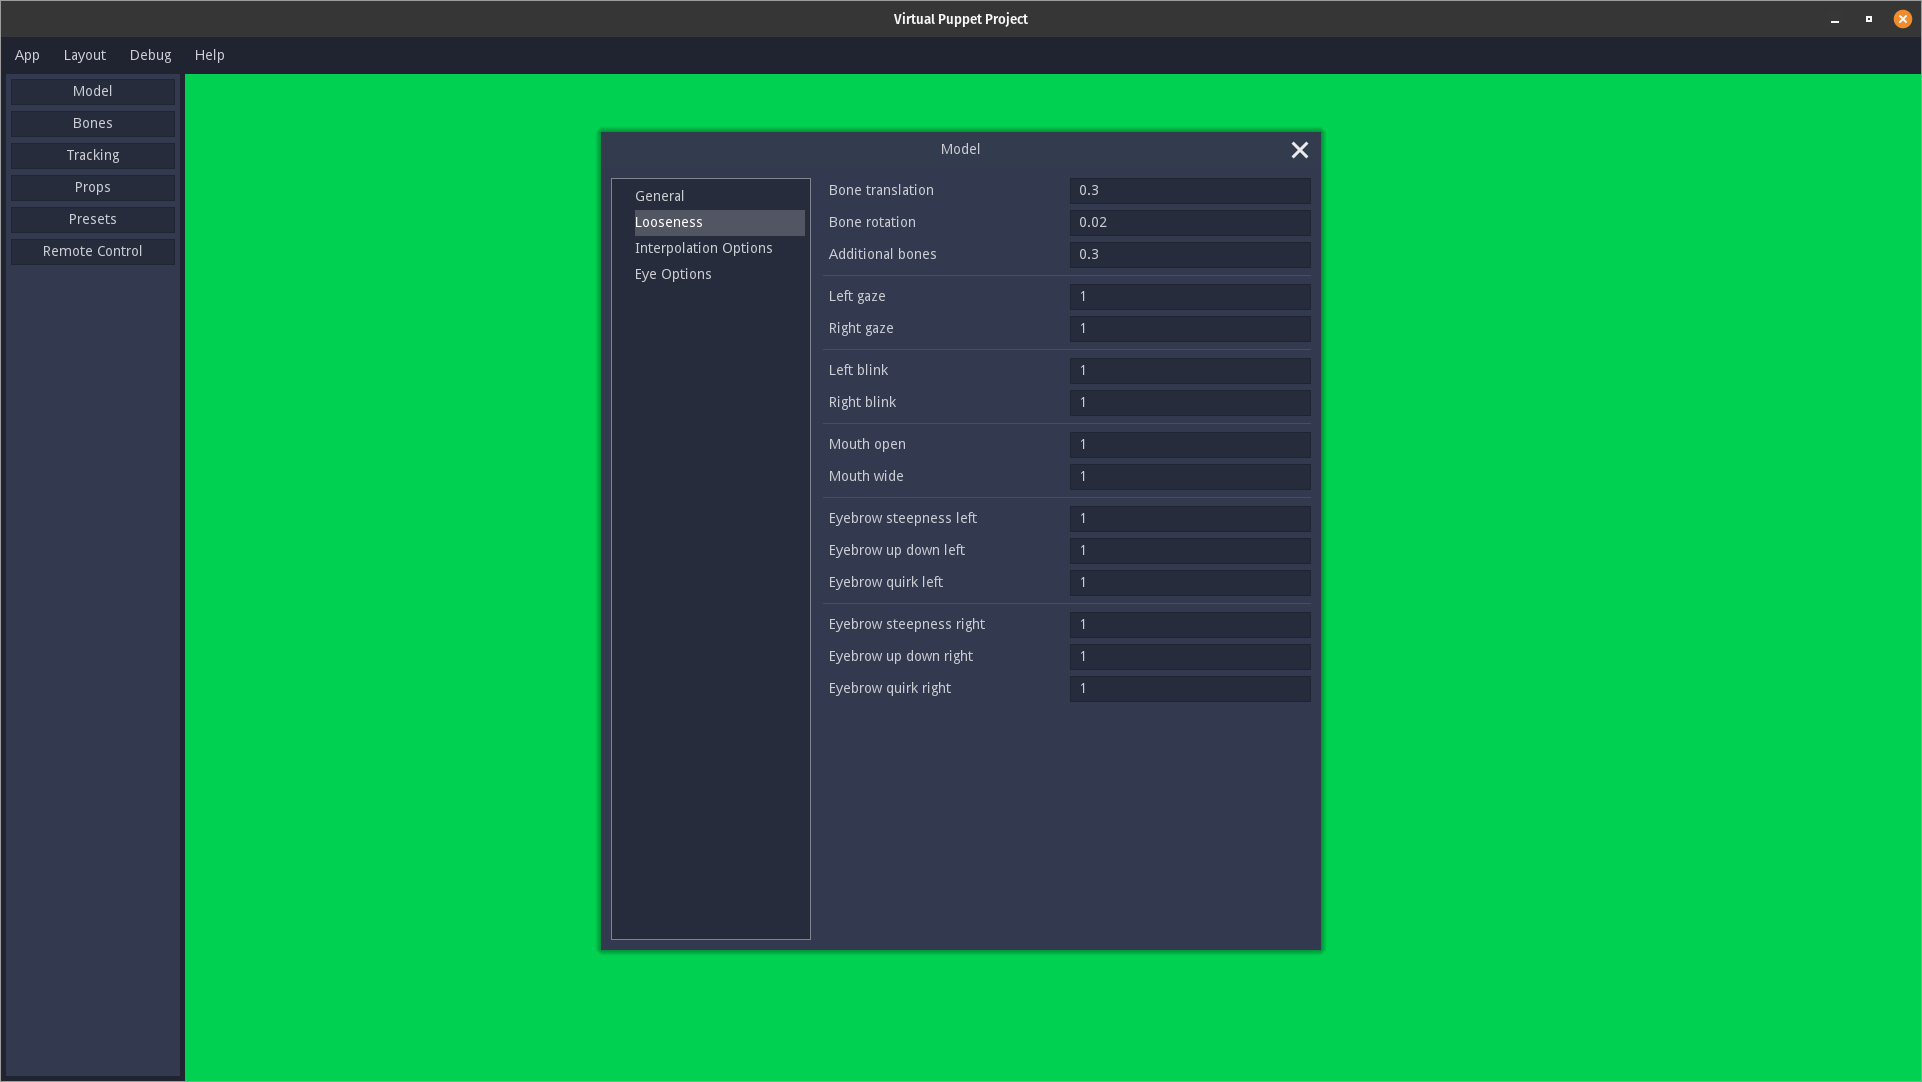 Virtual Puppet Project
App Layout Debug Help
Model
Bones
Tracking
Props
Presets
Remote Control
Model
General
Looseness
Interpolation Options
Eye Options
Bone translation 0.3
Bone rotation 0.02
Additional bones 0.3
Left gaze 1
Right gaze 1
Left blink 1
Right blink 1
Mouth open 1
Mouth wide 1
Eyebrow steepness left 1
Eyebrow up down left 1
Eyebrow quirk left 1
Eyebrow steepness right 1
Eyebrow up down right 1
Eyebrow quirk right 1